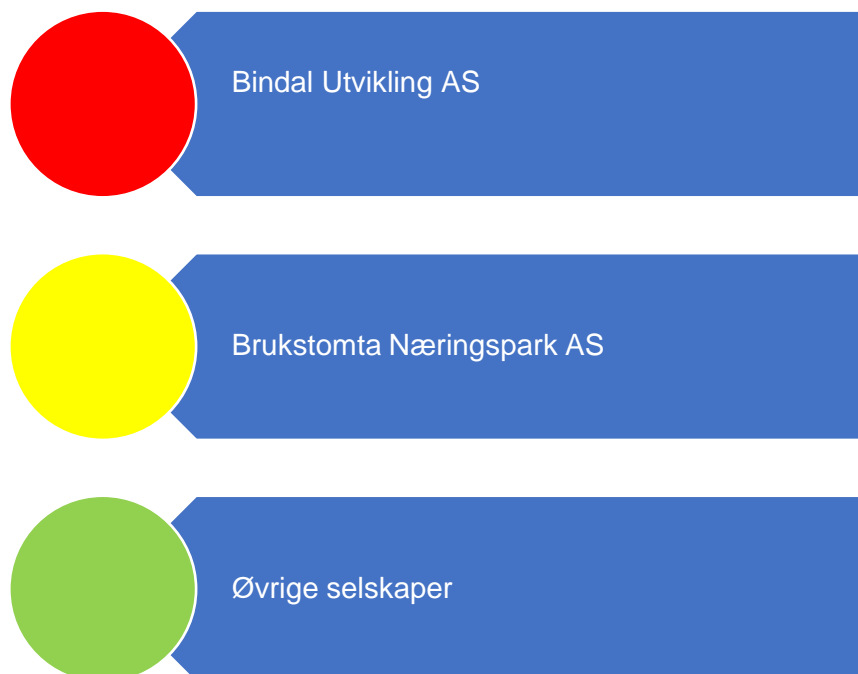 Bindal Utvikling AS
Brukstomta Næringspark AS
Øvrige selskaper